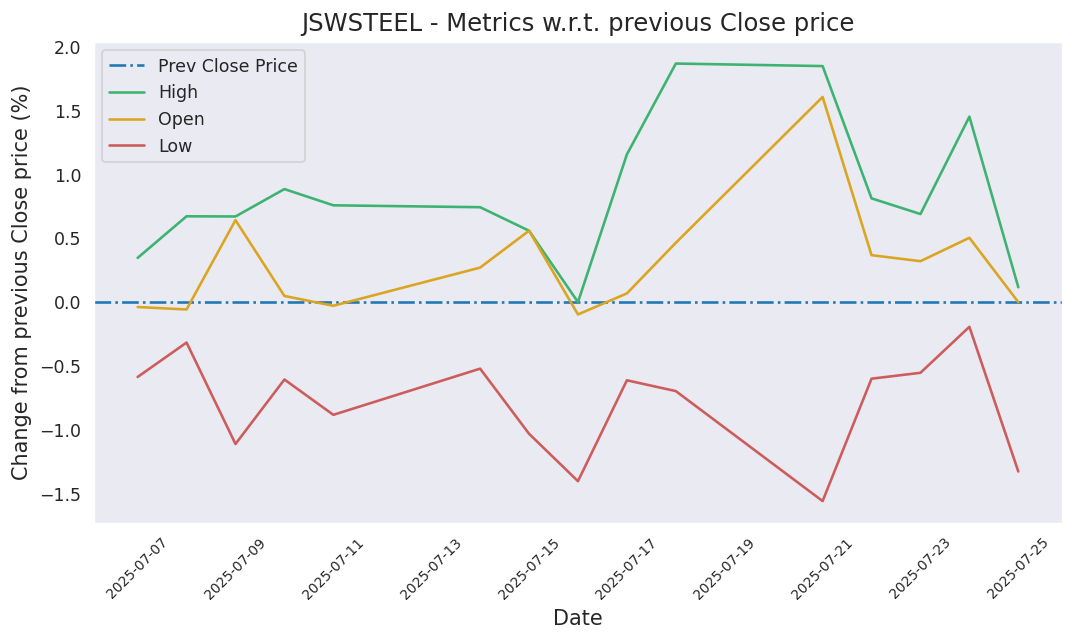 JSWSTEEL - Metrics w.r.t. previous Close price
Change from previous Close price (%)
2.0
1.5
1.0
0.5
0.0
−0.5
−1.0
−1.5
Prev Close Price
High
Open
Low
2025-07-07
2025-07-09
2025-07-11
2025-07-13
2025-07-15
2025-07-17
2025-07-19
2025-07-21
2025-07-23
2025-07-25
Date